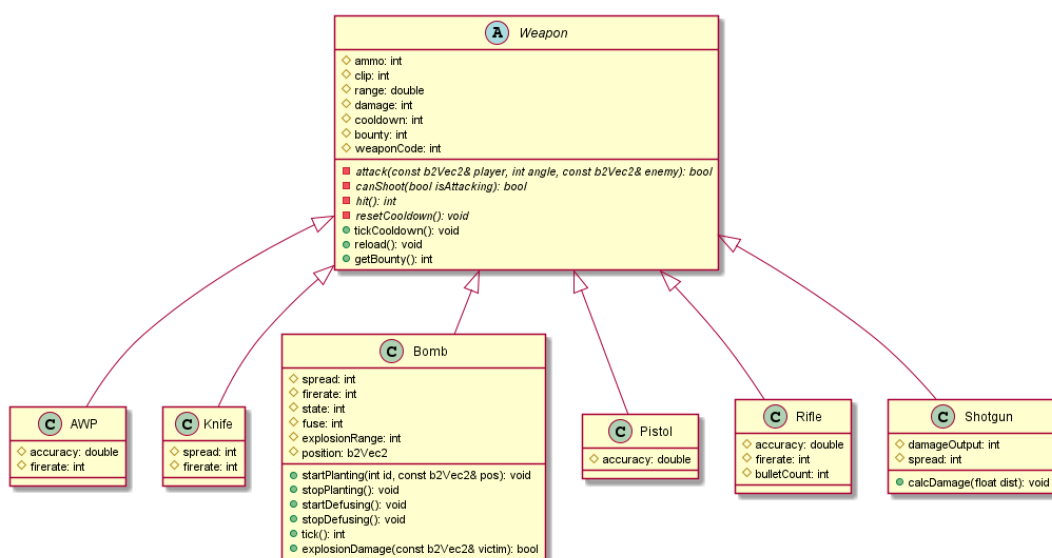 A Weapon
ammo: int
clip: int
range: double
damage: int
cooldown: int
bounty: int
weaponCode: int
attack(const b2Vec2& player, int angle, const b2Vec2& enemy): bool
canShoot(bool isAttacking): bool
hit(): int
resetCooldown(): void
tickCooldown(): void
reload(): void
getBounty(): int
C AWP
accuracy: double
firerate: int
C Knife
spread: int
firerate: int
C Bomb
spread: int
firerate: int
state: int
fuse: int
explosionRange: int
position: b2Vec2
startPlanting(int id, const b2Vec2& pos): void
stopPlanting(): void
startDefusing(): void
stopDefusing(): void
tick(): int
explosionDamage(const b2Vec2& victim): bool
C Pistol
accuracy: double
C Rifle
accuracy: double
firerate: int
bulletCount: int
C Shotgun
damageOutput: int
spread: int
calcDamage(float dist): void